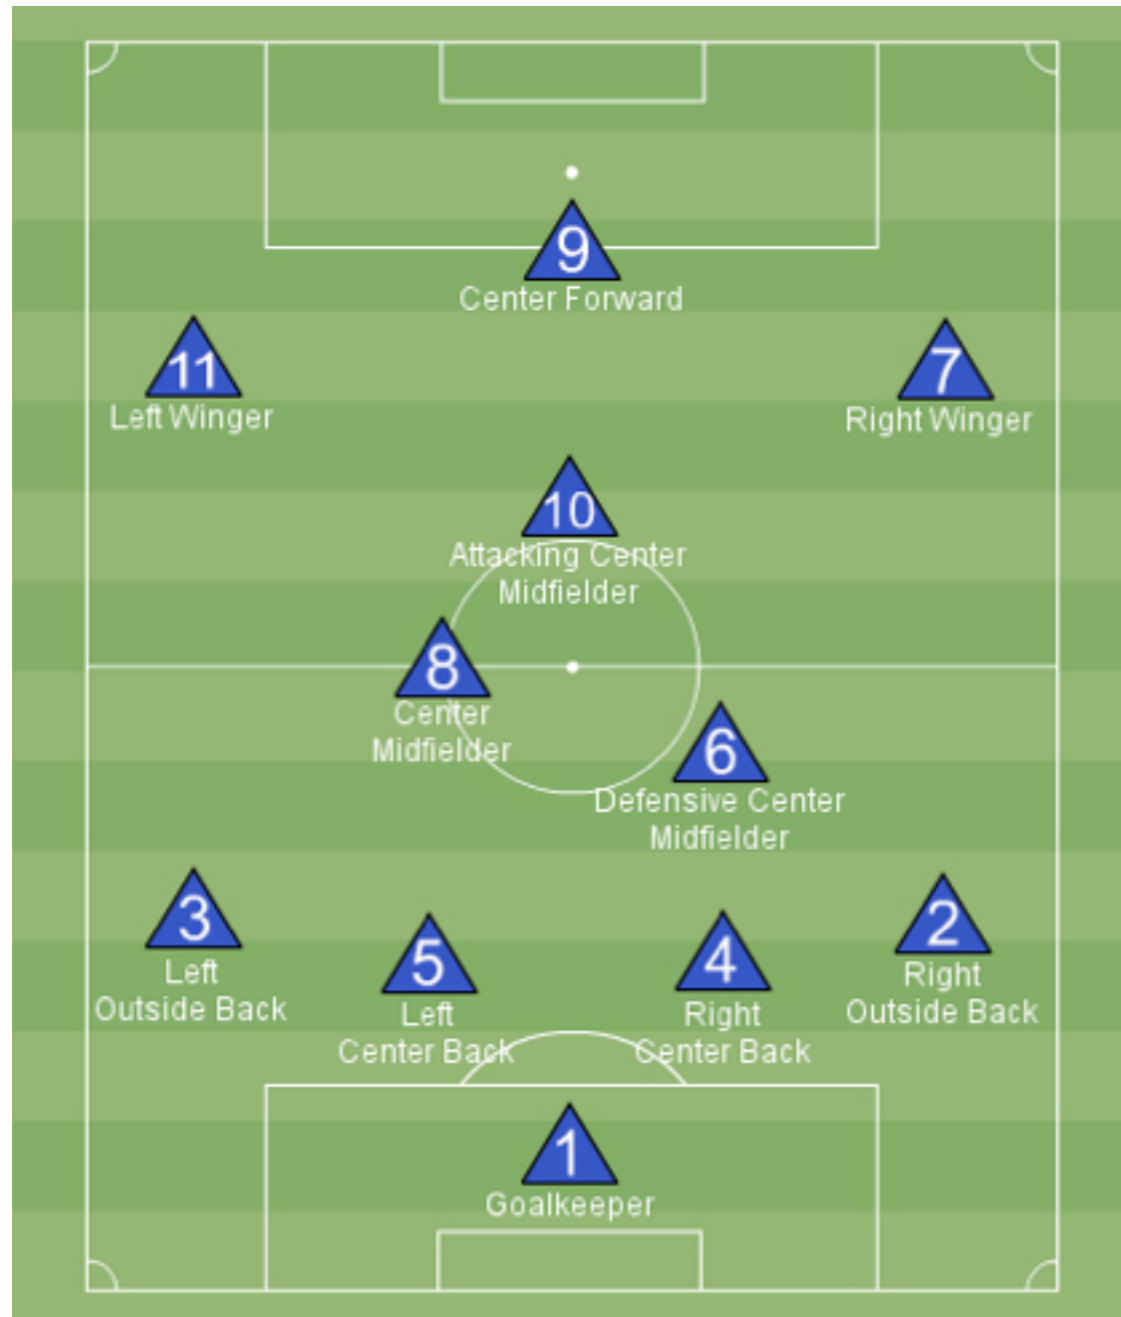 9
Center Forward
11
Left Winger
7
Right Winger
10
Attacking Center
Midfielder
8
Center
Midfielder
6
Defensive Center
Midfielder
3
Left
Outside Back
5
Left
Center Back
4
Right
Center Back
2
Right
Outside Back
1
Goalkeeper